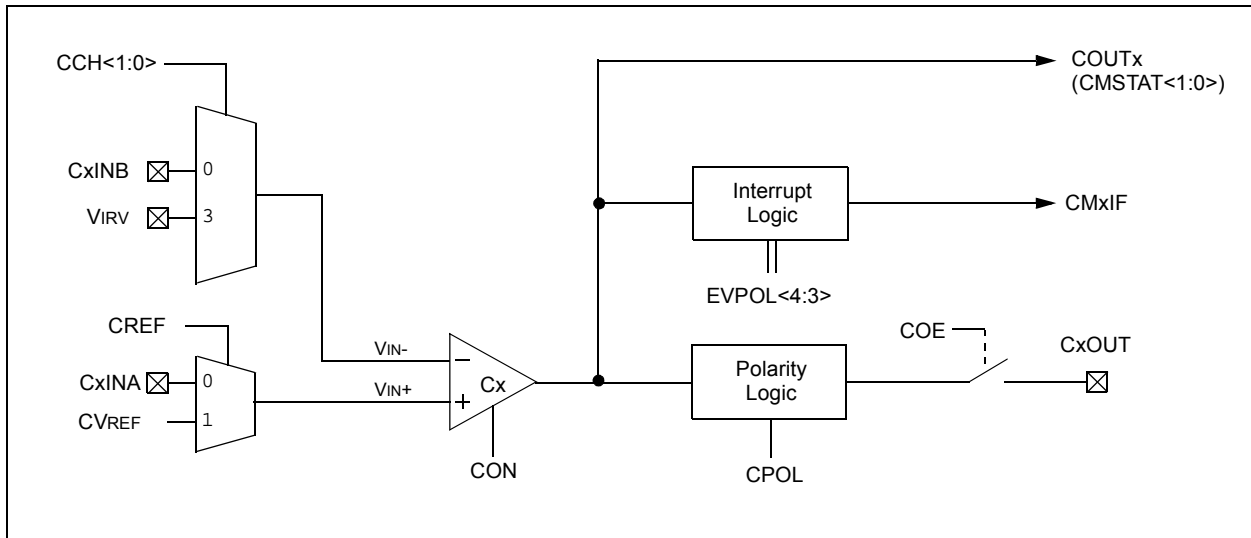 CCH<1:0>
COUTx
(CMSTAT<1:0>)
CxINB
0
VIRV
3
Interrupt
Logic
CMxIF
EVPOL<4:3>
CREF
COE
CxOUT
CxINA
0
CVREF
1
VIN-
VIN+
−
+
Cx
Polarity
Logic
CON
CPOL